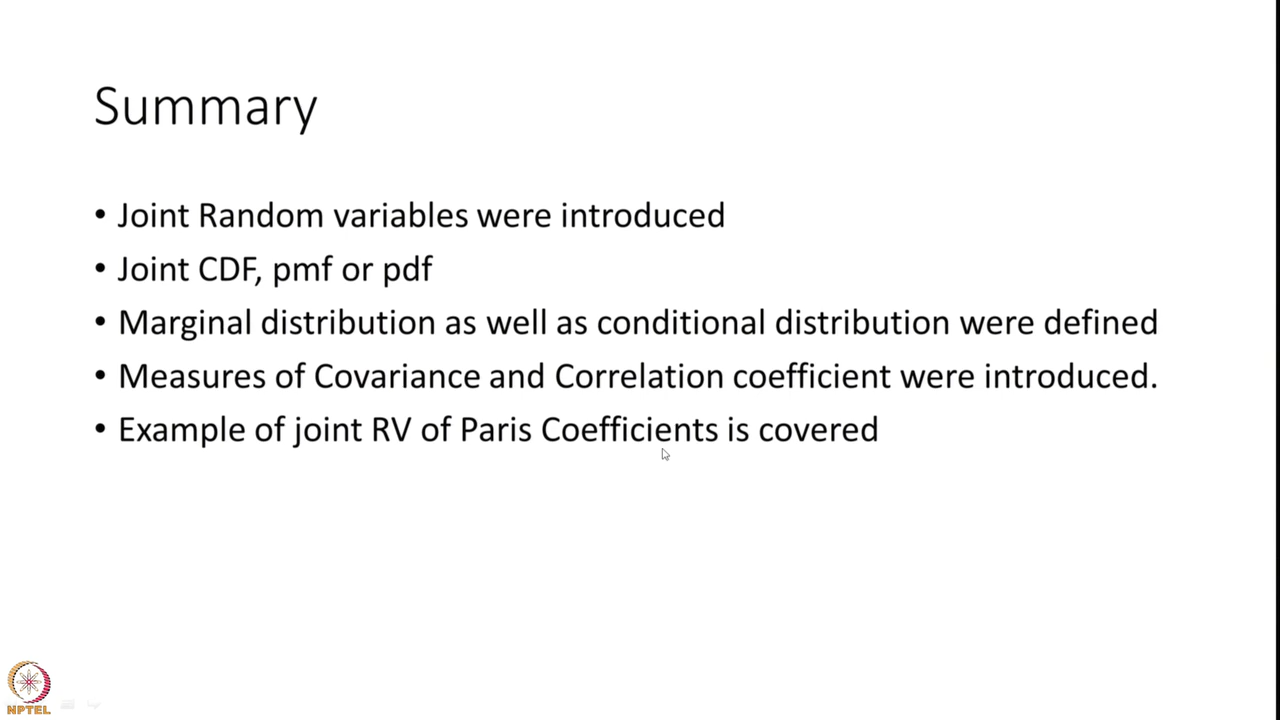 Summary
• Joint Random variables were introduced
• Joint CDF, pmf or pdf
• Marginal distribution as well as conditional distribution were defined
• Measures of Covariance and Correlation coefficient were introduced.
• Example of joint RV of Paris Coefficients is covered
NPTEL